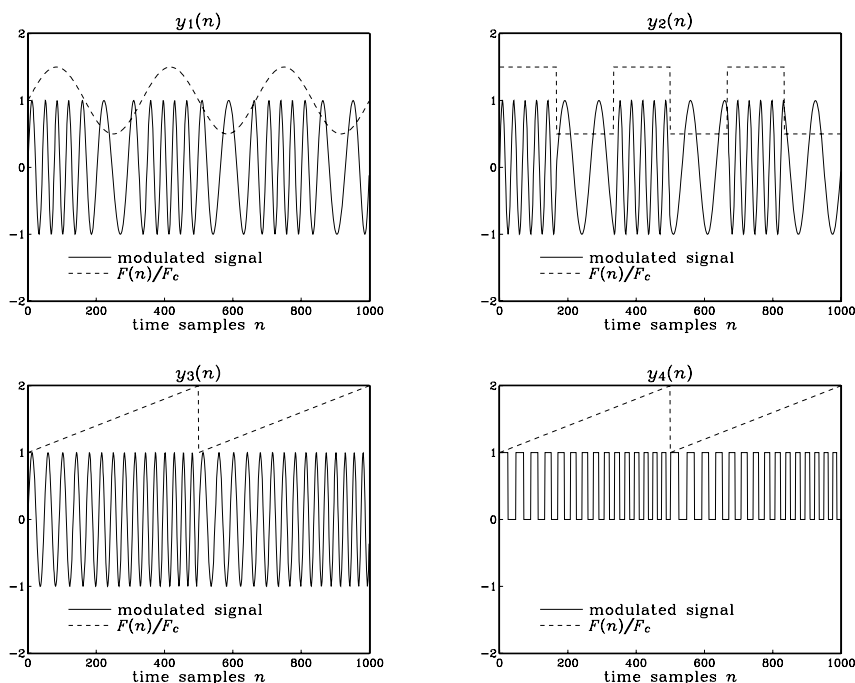 y1(n)
2
1
0
−1
−2
modulated signal
F(n)/Fc
0 200 400 600 800 1000
time samples n
y2(n)
2
1
0
−1
−2
modulated signal
F(n)/Fc
0 200 400 600 800 1000
time samples n
y3(n)
2
1
0
−1
−2
modulated signal
F(n)/Fc
0 200 400 600 800 1000
time samples n
y4(n)
2
1
0
−1
−2
modulated signal
F(n)/Fc
0 200 400 600 800 1000
time samples n